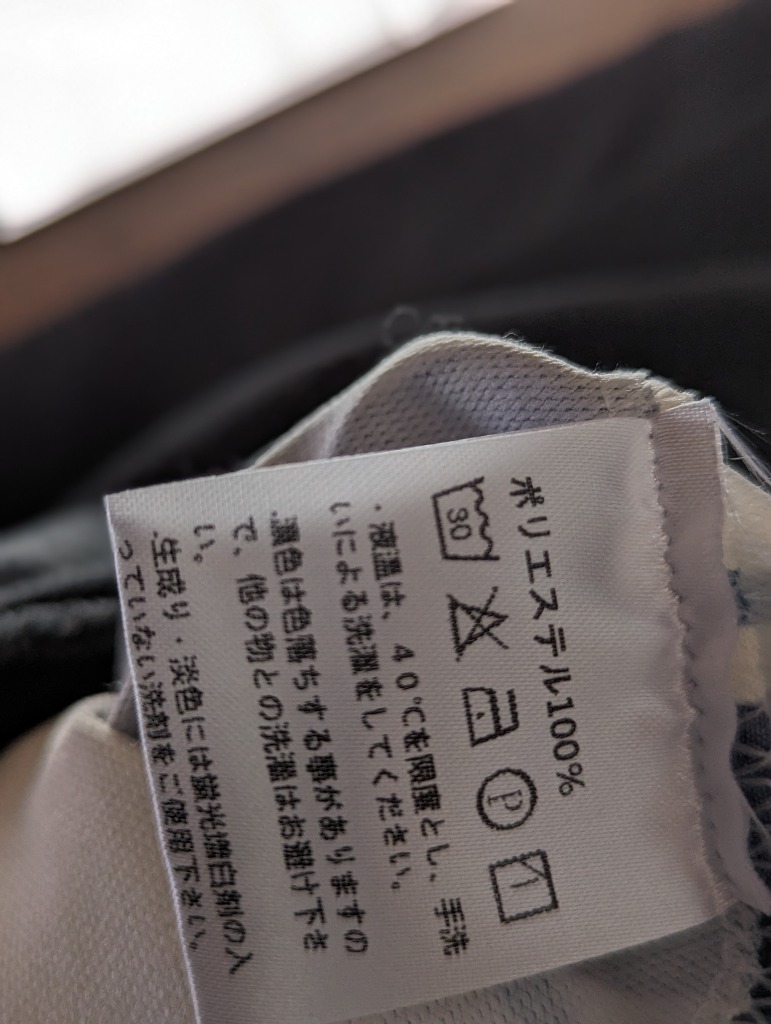 ポリエステル100%
30 P
・液温は、40℃を限度とし、手洗
いによる洗濯をしてください。
・濃色は色落ちする事がありますの
で、他の物との洗濯はお避け下さ
い。
・生成り・淡色には蛍光増白剤の入
っていない洗剤をご使用下さい。